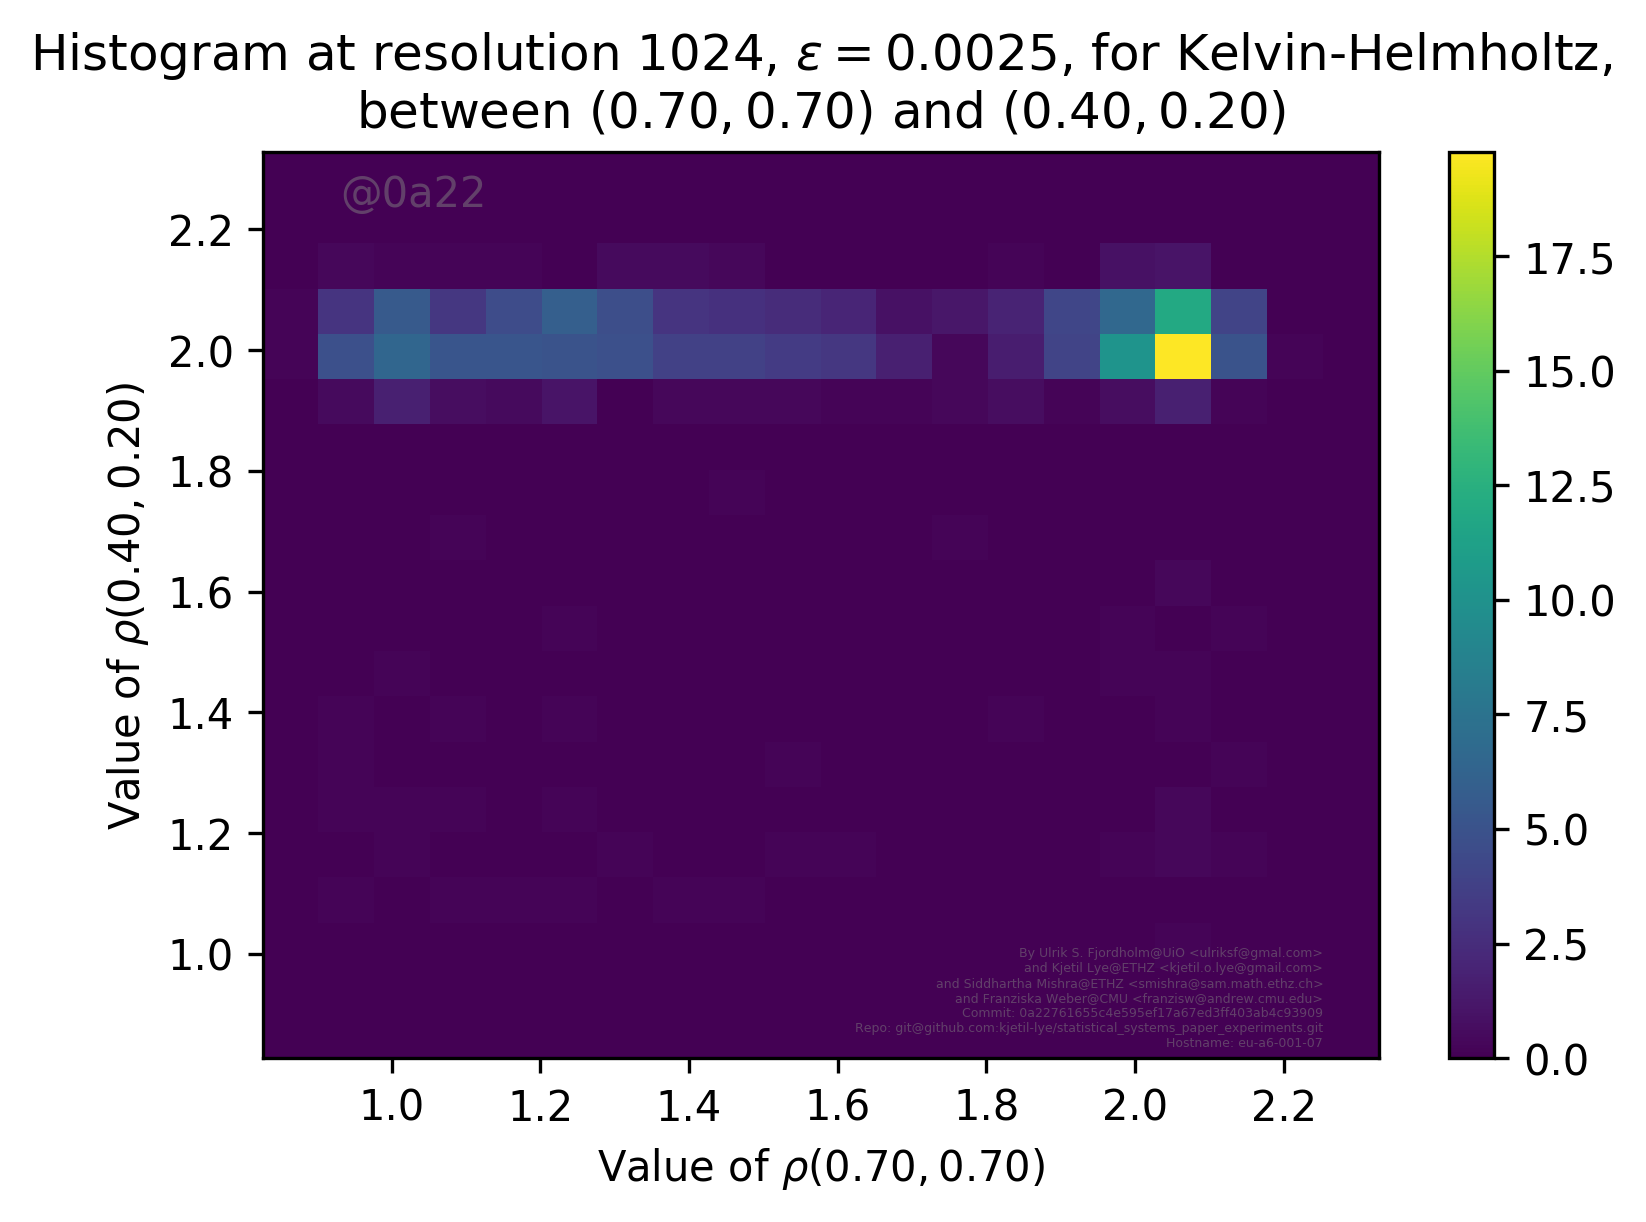 Histogram at resolution 1024, ε = 0.0025, for Kelvin-Helmholtz,
between (0.70, 0.70) and (0.40, 0.20)
@0a22
2.2
2.0
1.8
1.6
1.4
1.2
1.0
Value of ρ(0.40, 0.20)
1.0 1.2 1.4 1.6 1.8 2.0 2.2
Value of ρ(0.70, 0.70)
17.5
15.0
12.5
10.0
7.5
5.0
2.5
0.0
By Ulrik S. Fjordholm@UiO <ulriksf@gmal.com>
and Kjetil Lye@ETHZ <kjetil.o.lye@gmail.com>
and Siddhartha Mishra@ETHZ <smishra@sam.math.ethz.ch>
and Franziska Weber@CMU <franzisw@andrew.cmu.edu>
Commit: 0a22761655c4e595ef17a67ed3ff403ab4c93909
Repo: git@github.com:kjetil-lye/statistical_systems_paper_experiments.git
Hostname: eu-a6-001-07